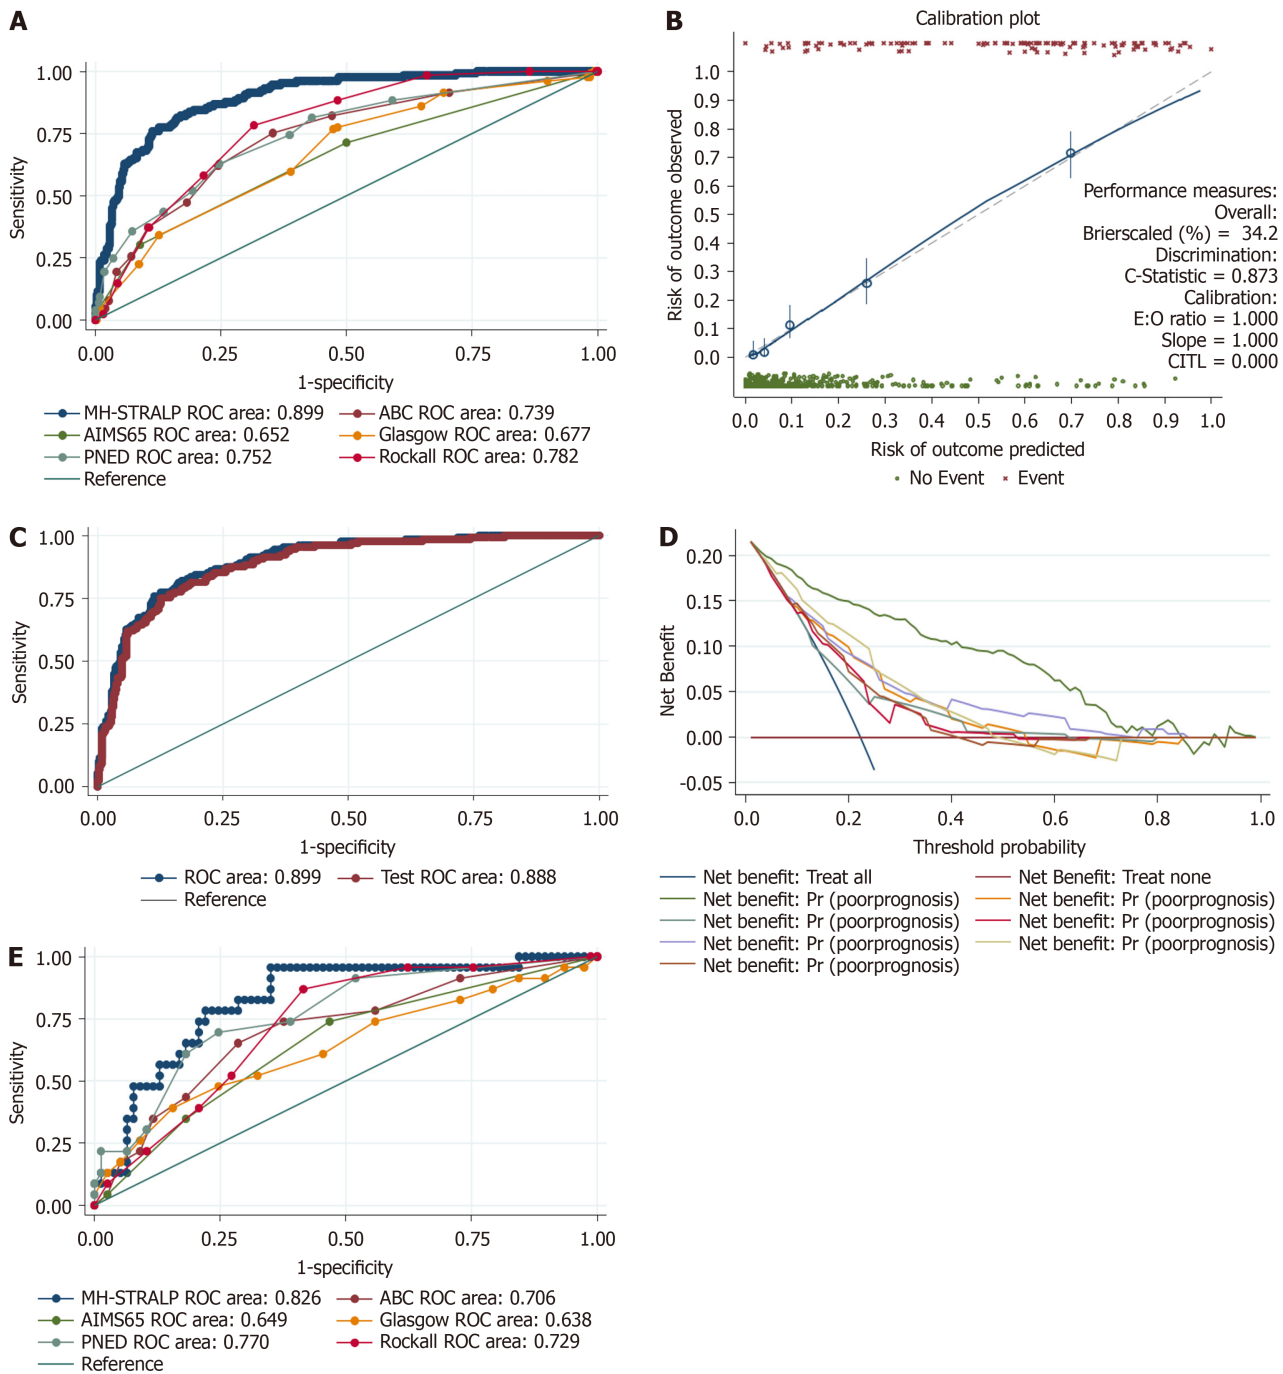 A
1.00
0.75
0.50
0.25
0.00
Sensitivity
0.00 0.25 0.50 0.75 1.00
1-specificity
MH-STRALP ROC area: 0.899 ABC ROC area: 0.739
AIMS65 ROC area: 0.652 Glasgow ROC area: 0.677
PNED ROC area: 0.752 Rockall ROC area: 0.782
Reference
B
Calibration plot
1.0
0.9
0.8
0.7
0.6
0.5
0.4
0.3
0.2
0.1
0.0
Risk of outcome observed
Performance measures:
Overall:
Brierscaled (%) = 34.2
Discrimination:
C-Statistic = 0.873
Calibration:
E:O ratio = 1.000
Slope = 1.000
CITL = 0.000
0.0 0.1 0.2 0.3 0.4 0.5 0.6 0.7 0.8 0.9 1.0
Risk of outcome predicted
No Event Event
C
1.00
0.75
0.50
0.25
0.00
Sensitivity
0.00 0.25 0.50 0.75 1.00
1-specificity
ROC area: 0.899 Test ROC area: 0.888
Reference
D
0.20
0.15
0.10
0.05
0.00
-0.05
Net Benefit
0.0 0.2 0.4 0.6 0.8 1.0
Threshold probability
Net benefit: Treat all Net Benefit: Treat none
Net benefit: Pr (poorprognosis) Net benefit: Pr (poorprognosis)
Net benefit: Pr (poorprognosis) Net benefit: Pr (poorprognosis)
Net benefit: Pr (poorprognosis) Net benefit: Pr (poorprognosis)
Net benefit: Pr (poorprognosis)
E
1.00
0.75
0.50
0.25
0.00
Sensitivity
0.00 0.25 0.50 0.75 1.00
1-specificity
MH-STRALP ROC area: 0.826 ABC ROC area: 0.706
AIMS65 ROC area: 0.649 Glasgow ROC area: 0.638
PNED ROC area: 0.770 Rockall ROC area: 0.729
Reference